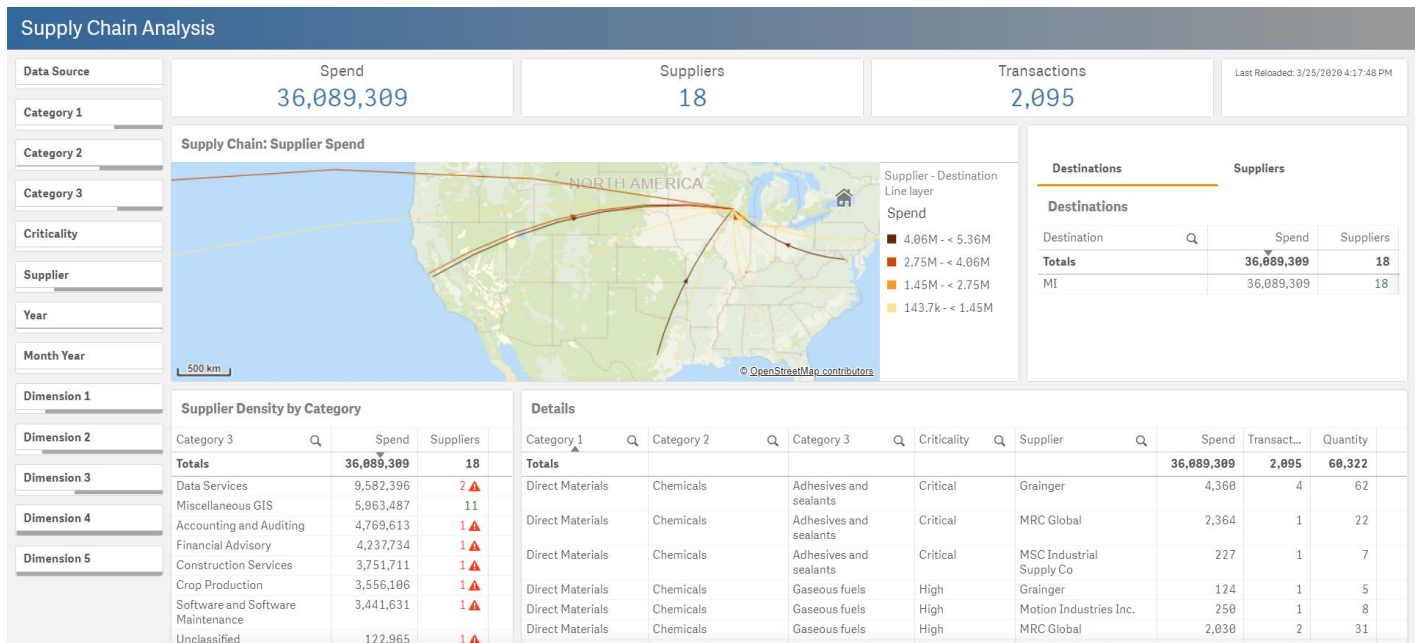 Supply Chain Analysis
Data Source
Category 1
Category 2
Category 3
Criticality
Supplier
Year
Month Year
Dimension 1
Dimension 2
Dimension 3
Dimension 4
Dimension 5
Spend
36,089,309
Suppliers
18
Transactions
2,095
Last Reloaded: 3/25/2020 4:17:48 PM
Supply Chain: Supplier Spend
NORTH AMERICA
500 km
© OpenStreetMap contributors
Supplier - Destination
Line layer
Spend
4.06M - < 5.36M
2.75M - < 4.06M
1.45M - < 2.75M
143.7k - < 1.45M
Destinations Suppliers
Destinations
Destination Spend Suppliers
Totals 36,089,309 18
MI 36,089,309 18
Supplier Density by Category
Category 3 Spend Suppliers
Totals 36,089,309 18
Data Services 9,582,396 2
Miscellaneous GIS 5,963,487 11
Accounting and Auditing 4,769,613 1
Financial Advisory 4,237,734 1
Construction Services 3,751,711 1
Crop Production 3,556,106 1
Software and Software 3,441,631 1
Maintenance
Unclassified 122,965 1
Details
Category 1 Category 2 Category 3 Criticality Supplier Spend Transact... Quantity
Totals 36,089,309 2,095 60,322
Direct Materials Chemicals Adhesives and Critical Grainger 4,360 4 62
sealants
Direct Materials Chemicals Adhesives and Critical MRC Global 2,364 1 22
sealants
Direct Materials Chemicals Adhesives and Critical MSC Industrial 227 1 7
sealants Supply Co
Direct Materials Chemicals Gaseous fuels High Grainger 124 1 5
Direct Materials Chemicals Gaseous fuels High Motion Industries Inc. 250 1 8
Direct Materials Chemicals Gaseous fuels High MRC Global 2,030 2 31